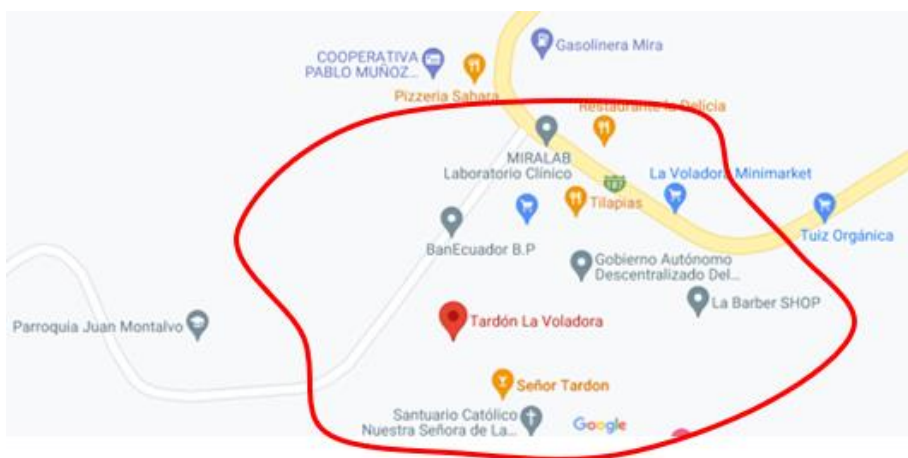 Gasolinera Mira
COOPERATIVA
PABLO MUÑOZ...
Pizzeria Sahara
Restaurante la Delicia
MIRALAB
Laboratorio Clínico
La Voladora Minimarket
187
Tilapias
Tuiz Orgánica
BanEcuador B.P
Gobierno Autónomo
Descentralizado Del...
La Barber SHOP
Parroquia Juan Montalvo
Tardón La Voladora
Señor Tardon
Santuario Católico
Nuestra Señora de La...
Google